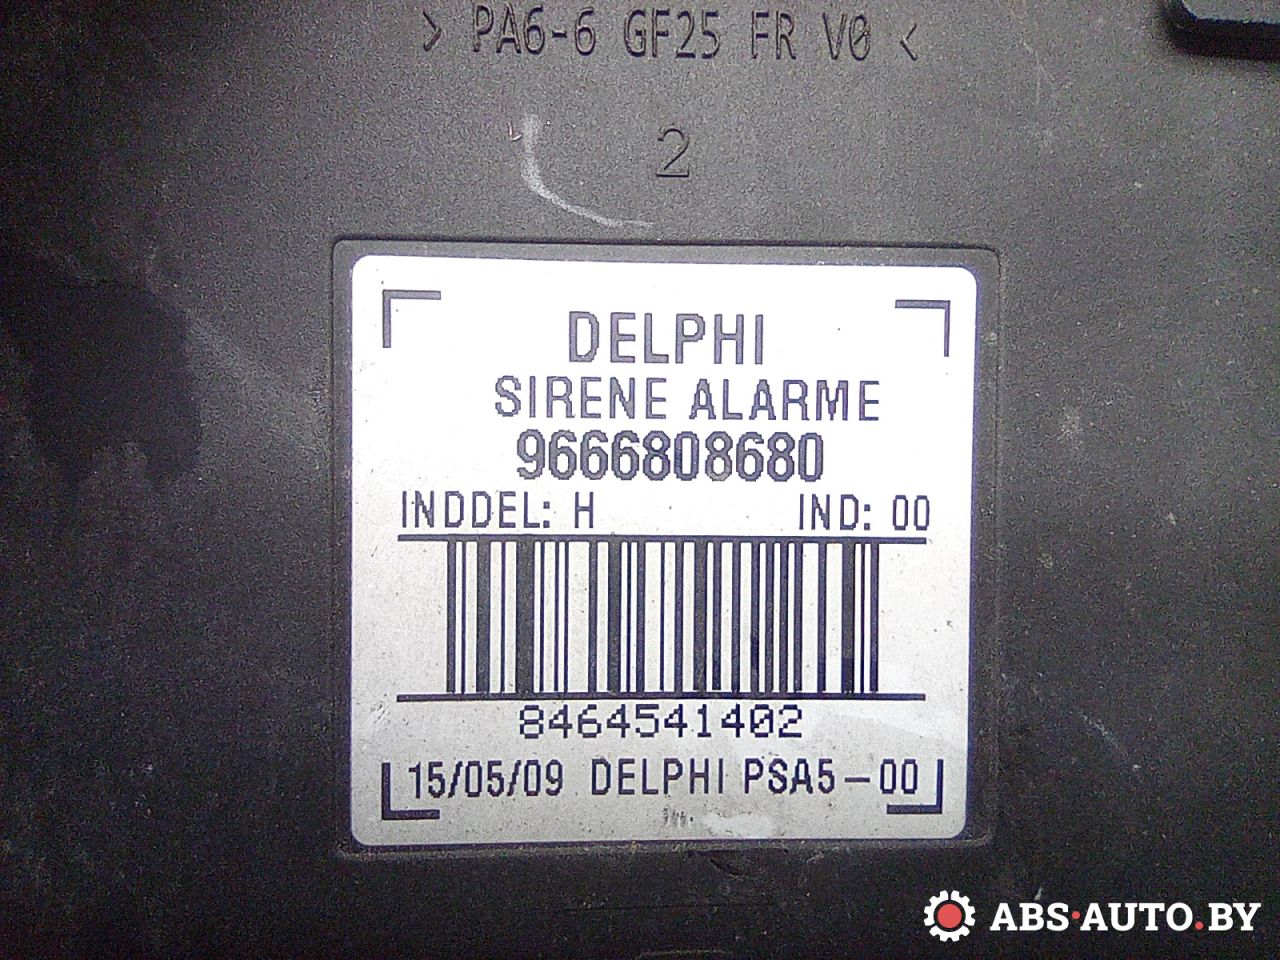 > PA6-6 GF25 FR V0 <
2
DELPHI
SIRENE ALARME
9666808680
INDDEL: H IND: 00
8464541402
15/05/09 DELPHI PSA5-00
ABS·AUTO.BY